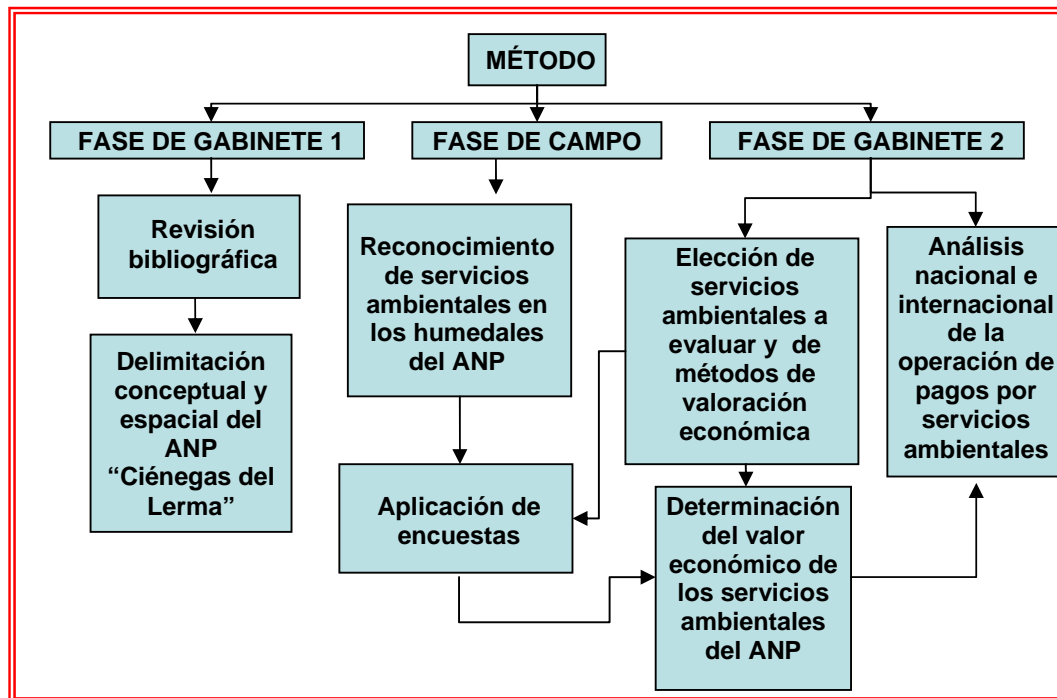 MÉTODO
FASE DE GABINETE 1
FASE DE CAMPO
FASE DE GABINETE 2
Revisión
bibliográfica
Delimitación
conceptual y
espacial del
ANP
“Ciénegas del
Lerma”
Reconocimiento
de servicios
ambientales en
los humedales
del ANP
Aplicación de
encuestas
Elección de
servicios
ambientales a
evaluar y de
métodos de
valoración
económica
Determinación
del valor
económico de
los servicios
ambientales
del ANP
Análisis
nacional e
internacional
de la
operación de
pagos por
servicios
ambientales